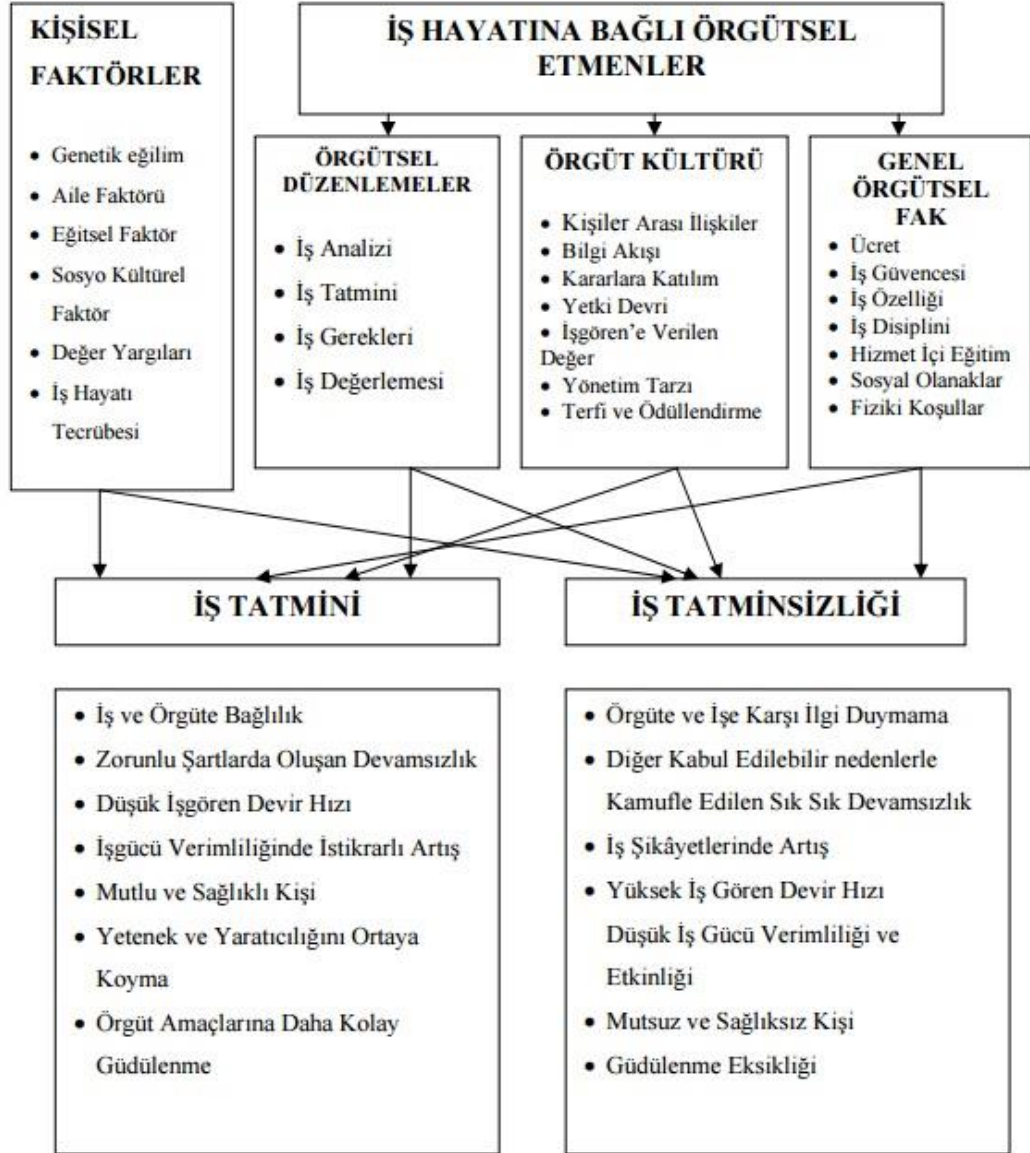 KİŞİSEL
FAKTÖRLER
• Genetik eğilim
• Aile Faktörü
• Eğitsel Faktör
• Sosyo Kültürel
Faktör
• Değer Yargıları
• İş Hayatı
Tecrübesi
İŞ HAYATINA BAĞLI ÖRGÜTSEL
ETMENLER
ÖRGÜTSEL
DÜZENLEMELER
• İş Analizi
• İş Tatmini
• İş Gerekleri
• İş Değerlemesi
ÖRGÜT KÜLTÜRÜ
• Kişiler Arası İlişkiler
• Bilgi Akışı
• Kararlara Katılım
• Yetki Devri
• İşgören’e Verilen
Değer
• Yönetim Tarzı
• Terfi ve Ödüllendirme
GENEL
ÖRGÜTSEL
FAK
• Ücret
• İş Güvencesi
• İş Özelliği
• İş Disiplini
• Hizmet İçi Eğitim
• Sosyal Olanaklar
• Fiziki Koşullar
İŞ TATMİNİ
• İş ve Örgüte Bağlılık
• Zorunlu Şartlarda Oluşan Devamsızlık
• Düşük İşgören Devir Hızı
• İşgücü Verimliliğinde İstikrarlı Artış
• Mutlu ve Sağlıklı Kişi
• Yetenek ve Yaratıcılığını Ortaya
Koyma
• Örgüt Amaçlarına Daha Kolay
Güdülenme
İŞ TATMİNSİZLİĞİ
• Örgüte ve İşe Karşı İlgi Duymama
• Diğer Kabul Edilebilir nedenlerle
Kamufle Edilen Sık Sık Devamsızlık
• İş Şikâyetlerinde Artış
• Yüksek İş Gören Devir Hızı
Düşük İş Gücü Verimliliği ve
Etkinliği
• Mutsuz ve Sağlıksız Kişi
• Güdülenme Eksikliği